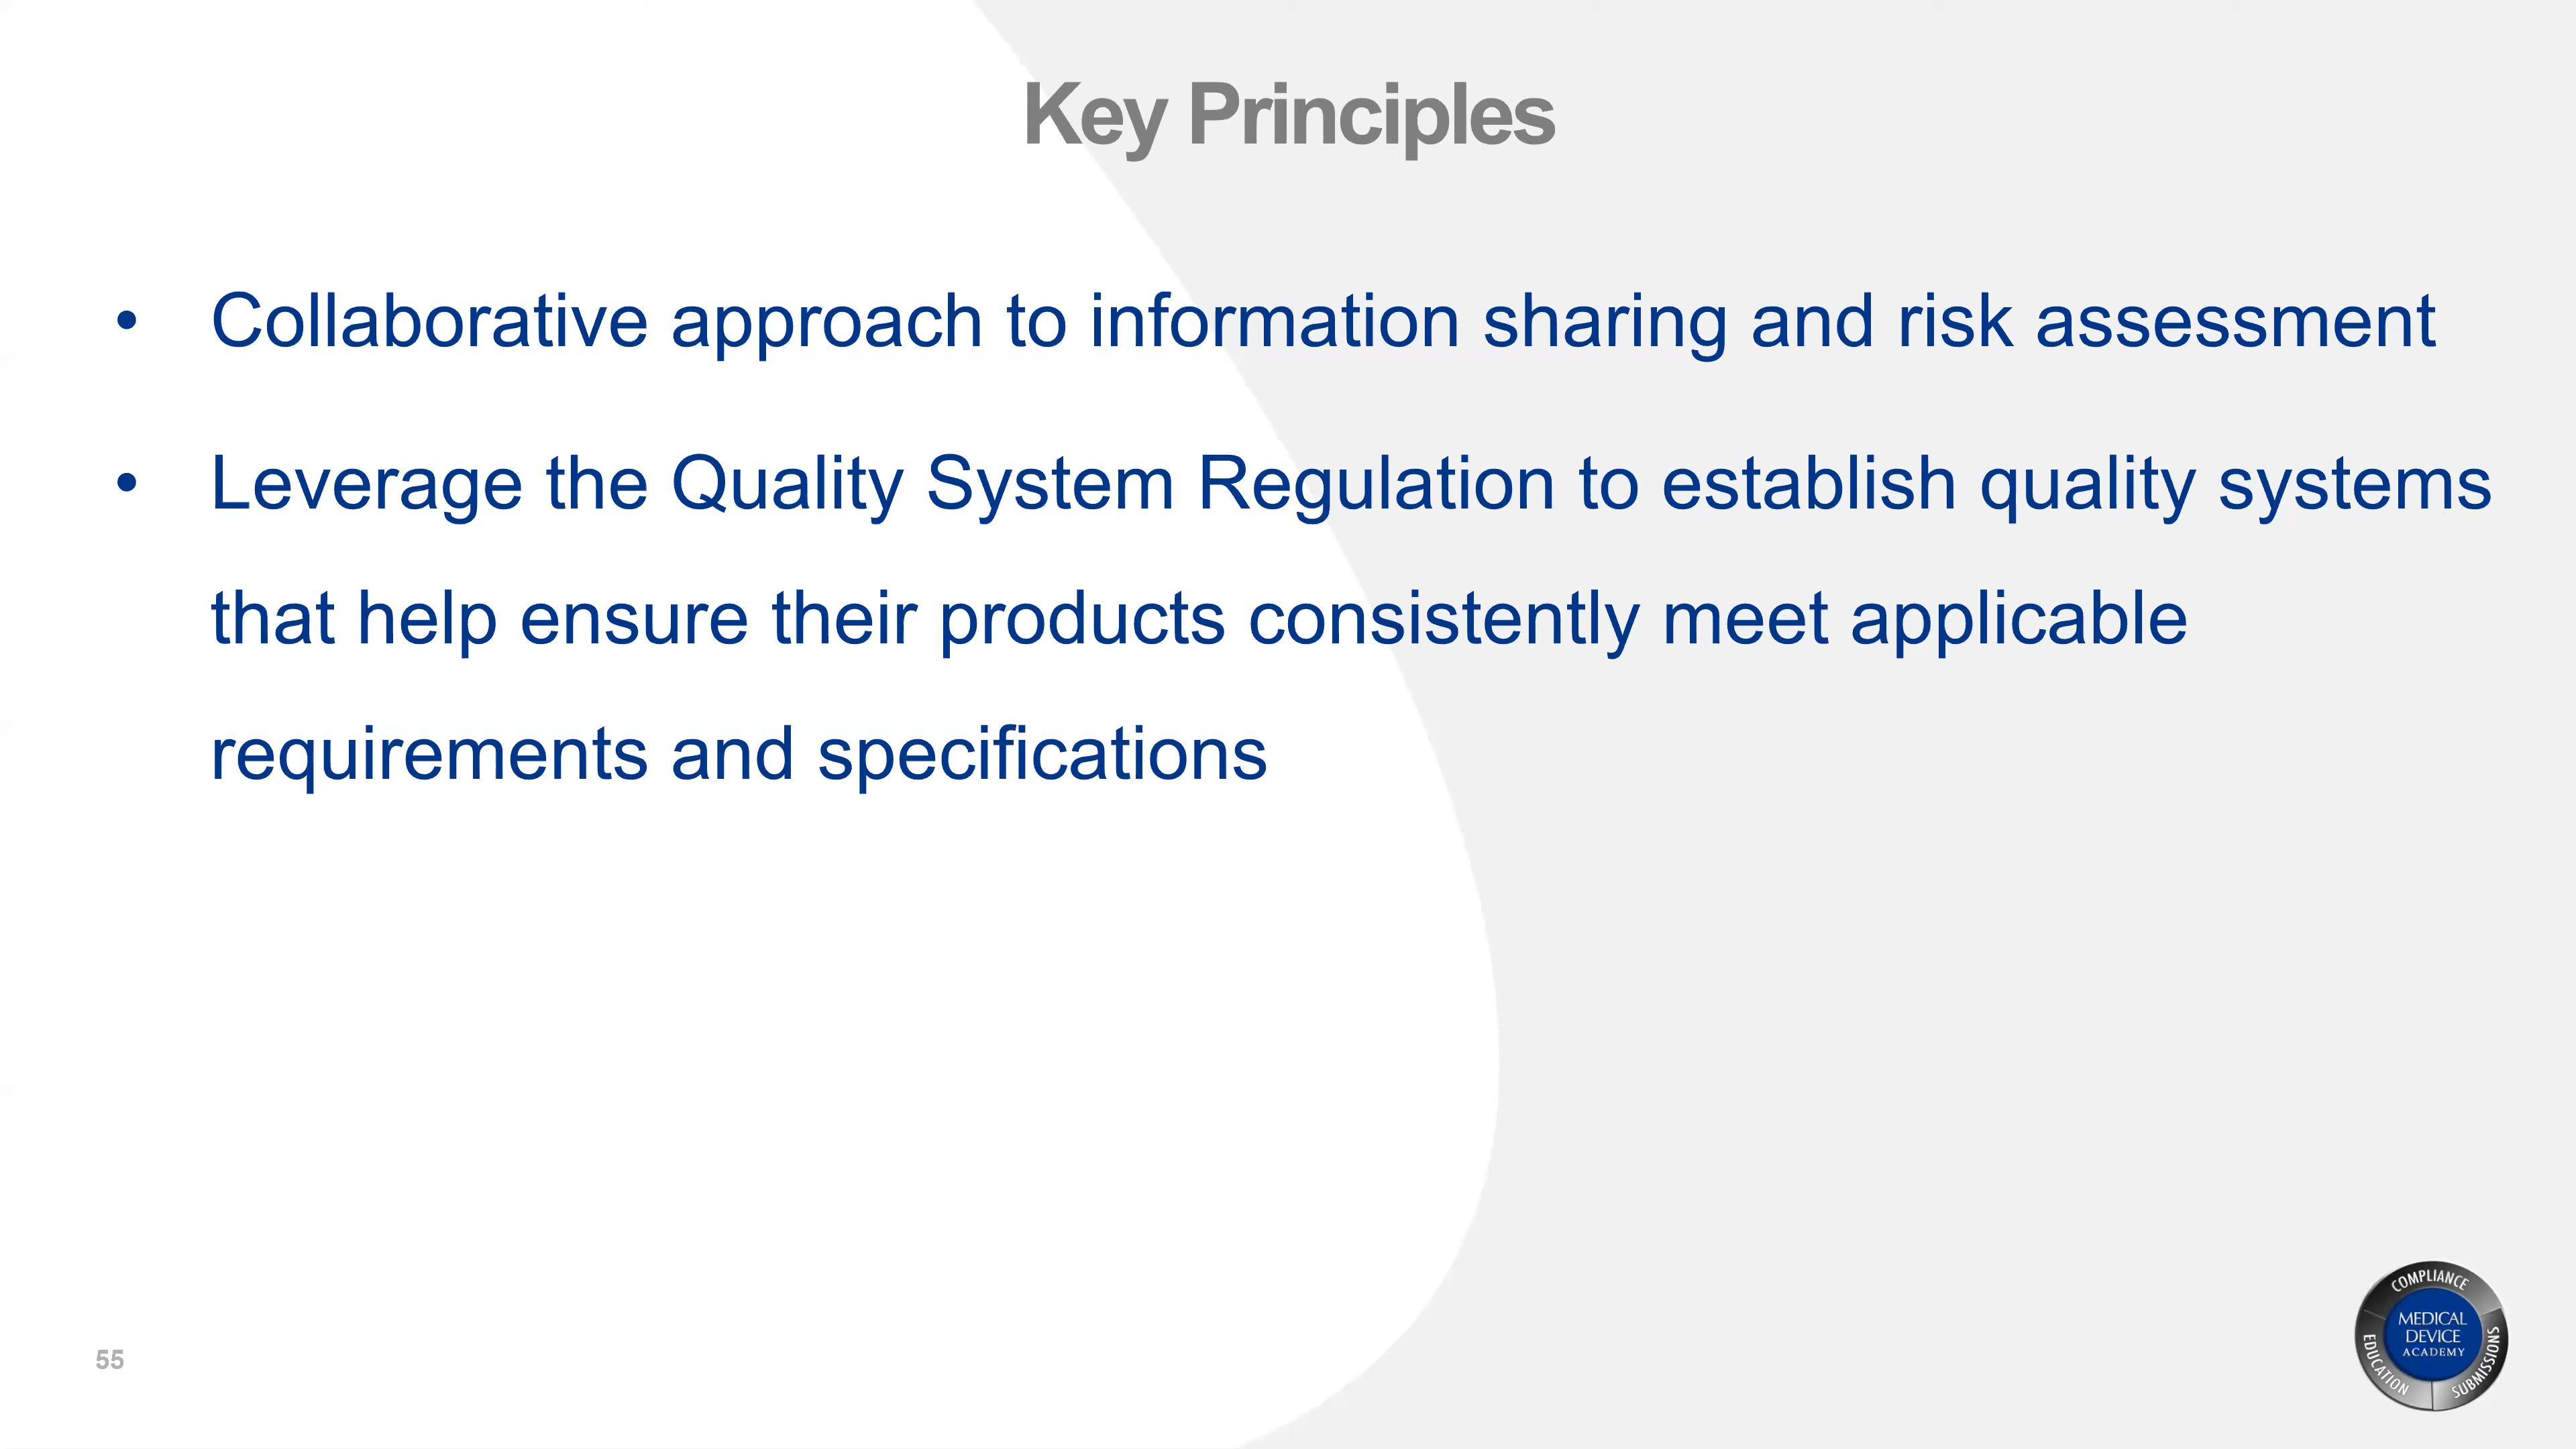 Key Principles
• Collaborative approach to information sharing and risk assessment
• Leverage the Quality System Regulation to establish quality systems
that help ensure their products consistently meet applicable
requirements and specifications
55
COMPLIANCE
MEDICAL
DEVICE
ACADEMY
EDUCATION
SUBMISSIONS